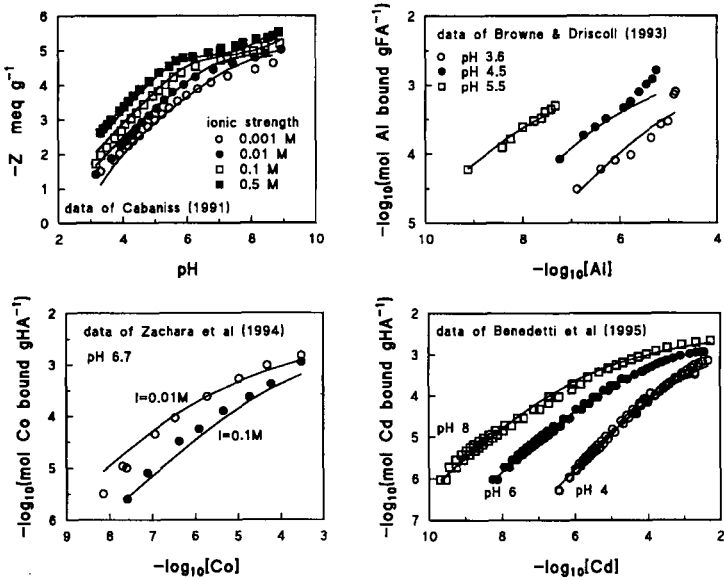 6
5
4
3
2
1
0
−Z meq g⁻¹
ionic strength
0.001 M
0.01 M
0.1 M
0.5 M
data of Cabaniss (1991)
2 4 6 8 10
pH
2
3
4
5
−log₁₀[mol Al bound gFA⁻¹]
data of Browne & Driscoll (1993)
pH 3.6
pH 4.5
pH 5.5
10 8 6 4
−log₁₀[Al]
2
3
4
5
6
−log₁₀[mol Co bound gHA⁻¹]
data of Zachara et al (1994)
pH 6.7
I=0.01M
I=0.1M
9 8 7 6 5 4 3
−log₁₀[Co]
2
3
4
5
6
7
−log₁₀[mol Cd bound gHA⁻¹]
data of Benedetti et al (1995)
pH 8
pH 6
pH 4
10 8 6 4 2
−log₁₀[Cd]